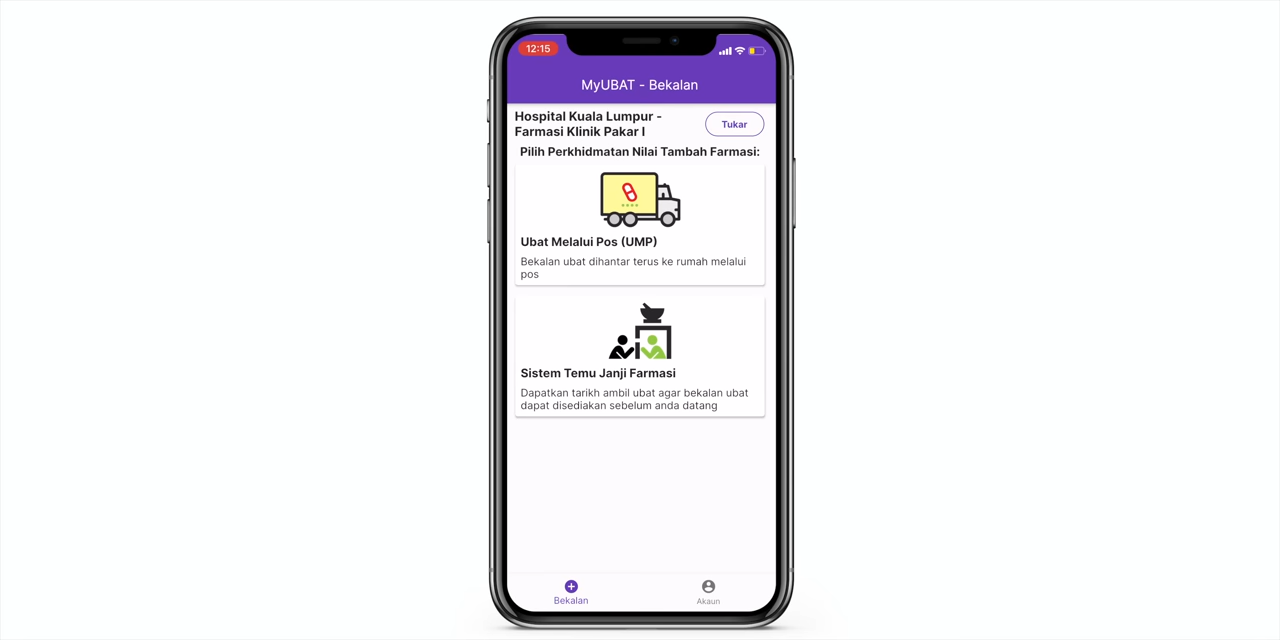 12:15
MyUBAT - Bekalan
Hospital Kuala Lumpur -
Farmasi Klinik Pakar I
Tukar
Pilih Perkhidmatan Nilai Tambah Farmasi:
Ubat Melalui Pos (UMP)
Bekalan ubat dihantar terus ke rumah melalui
pos
Sistem Temu Janji Farmasi
Dapatkan tarikh ambil ubat agar bekalan ubat
dapat disediakan sebelum anda datang
Bekalan
Akaun